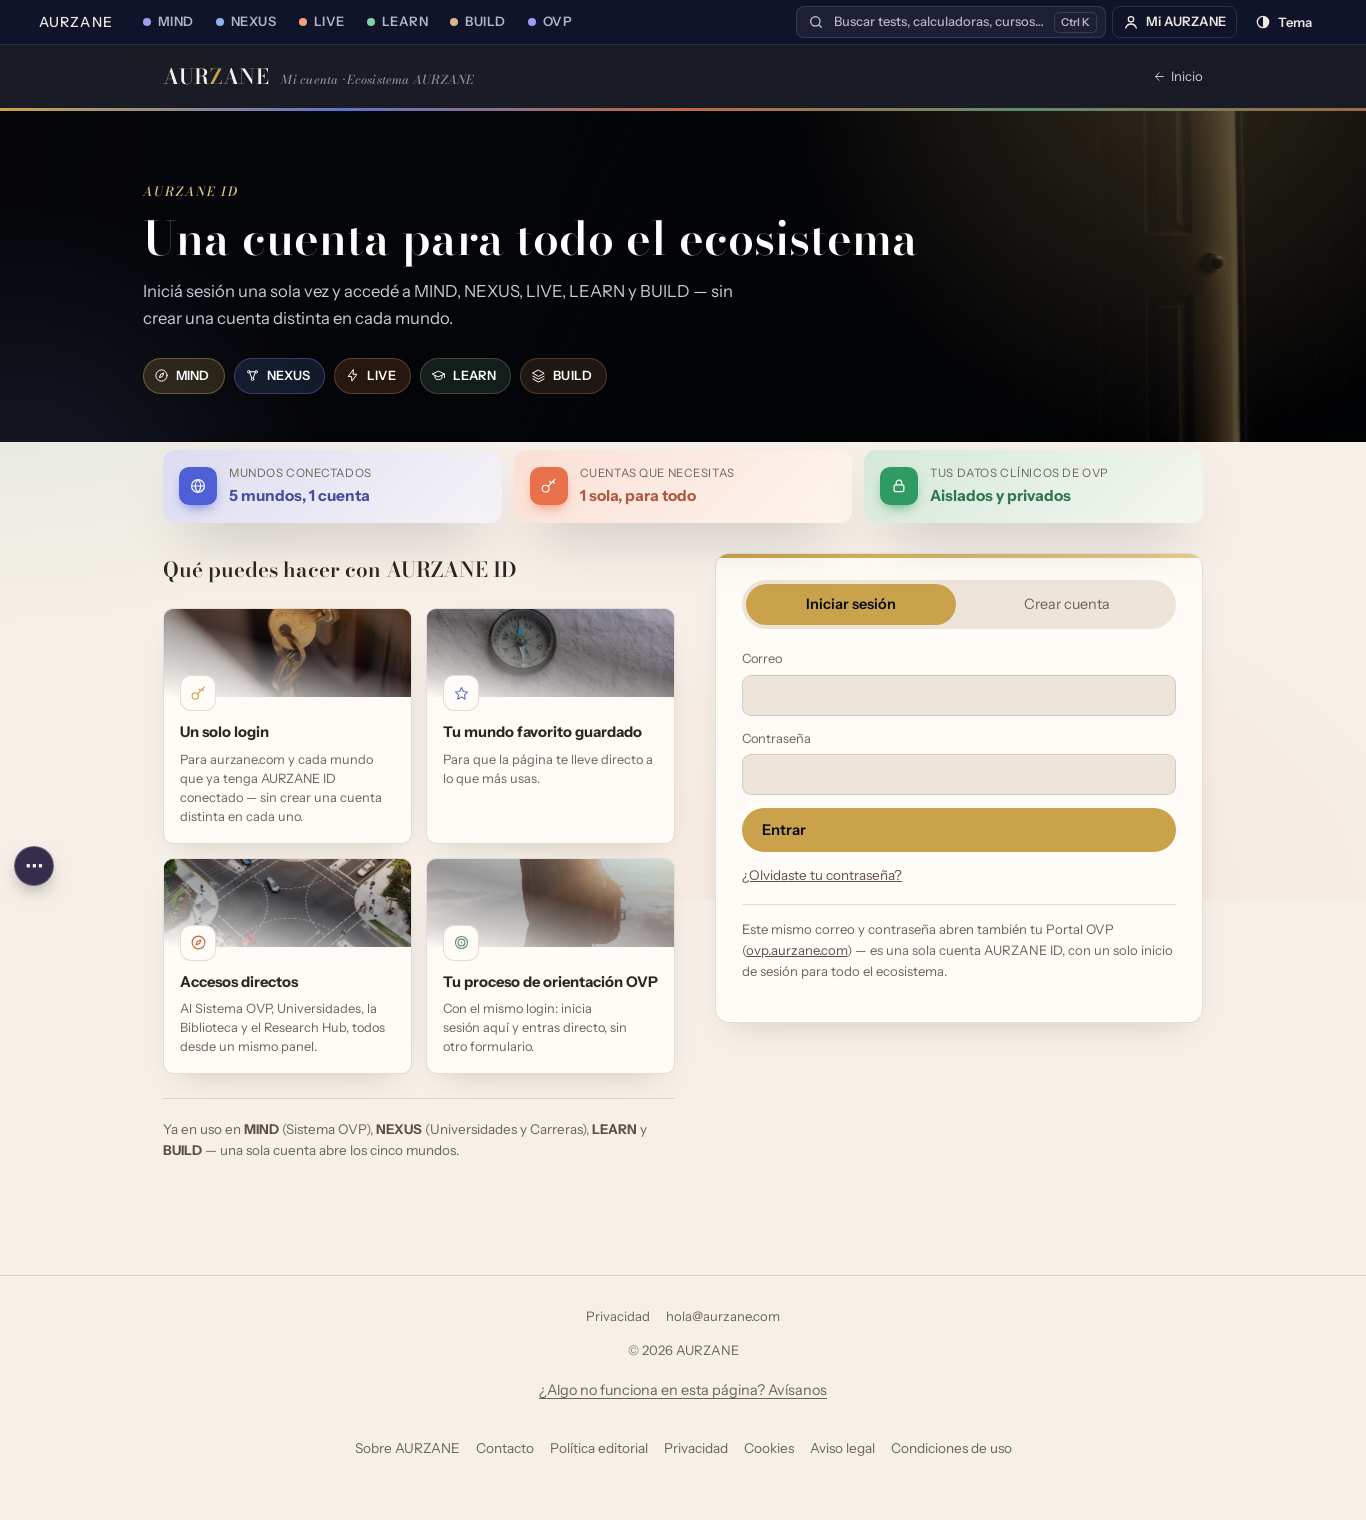 AURZANE
MIND
NEXUS
LIVE
LEARN
BUILD
OVP
Buscar tests, calculadoras, cursos...
Ctrl K
Mi AURZANE
Tema
AURZANE
Mi cuenta · Ecosistema AURZANE
← Inicio
AURZANE ID
Una cuenta para todo el ecosistema
Iniciá sesión una sola vez y accedé a MIND, NEXUS, LIVE, LEARN y BUILD — sin
crear una cuenta distinta en cada mundo.
MIND
NEXUS
LIVE
LEARN
BUILD
MUNDOS CONECTADOS
5 mundos, 1 cuenta
CUENTAS QUE NECESITAS
1 sola, para todo
TUS DATOS CLÍNICOS DE OVP
Aislados y privados
Qué puedes hacer con AURZANE ID
Un solo login
Para aurzane.com y cada mundo
que ya tenga AURZANE ID
conectado — sin crear una cuenta
distinta en cada uno.
Tu mundo favorito guardado
Para que la página te lleve directo a
lo que más usas.
Accesos directos
Al Sistema OVP, Universidades, la
Biblioteca y el Research Hub, todos
desde un mismo panel.
Tu proceso de orientación OVP
Con el mismo login: inicia
sesión aquí y entras directo, sin
otro formulario.
Ya en uso en MIND (Sistema OVP), NEXUS (Universidades y Carreras), LEARN y
BUILD — una sola cuenta abre los cinco mundos.
Iniciar sesión
Crear cuenta
Correo
Contraseña
Entrar
¿Olvidaste tu contraseña?
Este mismo correo y contraseña abren también tu Portal OVP
(ovp.aurzane.com) — es una sola cuenta AURZANE ID, con un solo inicio
de sesión para todo el ecosistema.
Privacidad
hola@aurzane.com
© 2026 AURZANE
¿Algo no funciona en esta página? Avísanos
Sobre AURZANE
Contacto
Política editorial
Privacidad
Cookies
Aviso legal
Condiciones de uso